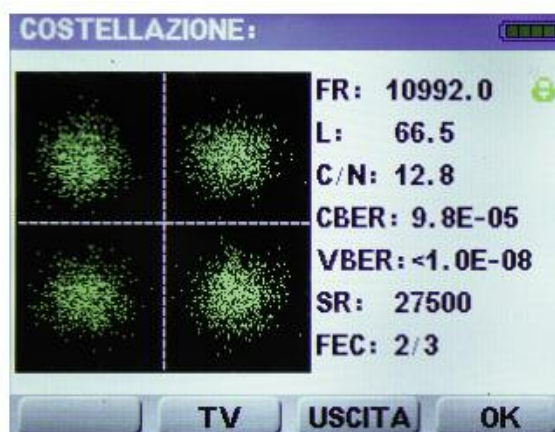 COSTELLAZIONE:
FR: 10992.0
L: 66.5
C/N: 12.8
CBER: 9.8E-05
VBER:<1.0E-08
SR: 27500
FEC: 2/3
TV USCITA OK